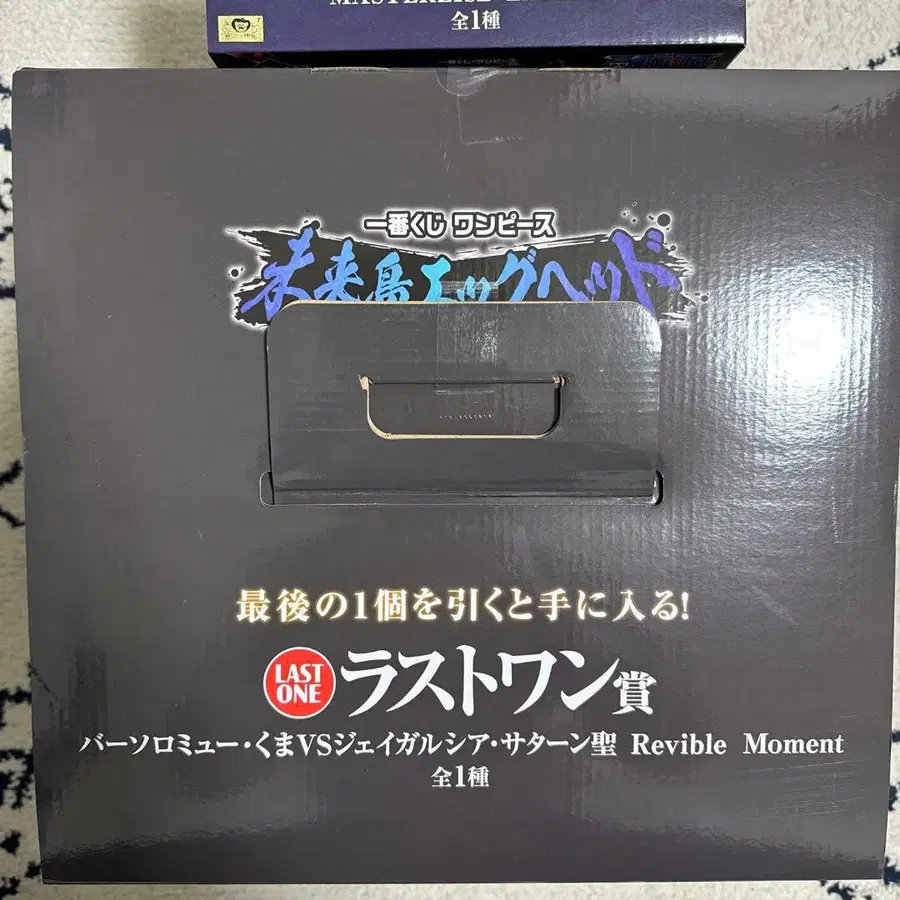 全1種
一番くじ ワンピース
未来島エッグヘッド
最後の1個を引くと手に入る!
LAST ONE ラストワン賞
バーソロミュー・くまVSジェイガルシア・サターン聖 Revible Moment
全1種